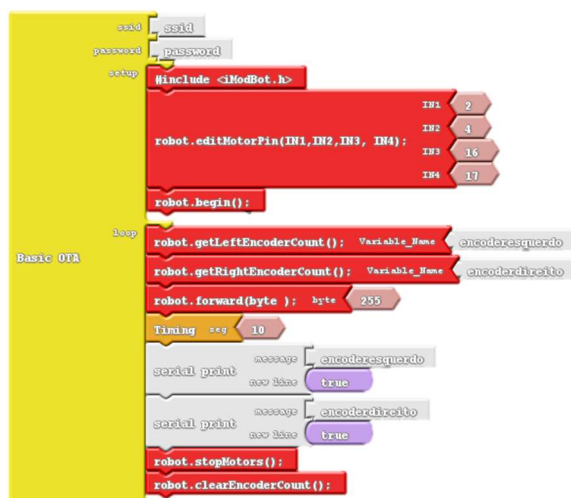 ssid ssid
password password
setup
#include <iModBot.h>
robot.editMotorPin(IN1,IN2,IN3, IN4);
IN1 2
IN2 4
IN3 16
IN4 17
robot.begin();
loop
robot.getLeftEncoderCount(); Variable_Name encoderesquerdo
Basic OTA
robot.getRightEncoderCount(); Variable_Name encoderdireito
robot.forward(byte ); byte 255
Timing seg 10
serial print
message encoderesquerdo
new line true
serial print
message encoderdireito
new line true
robot.stopMotors();
robot.clearEncoderCount();